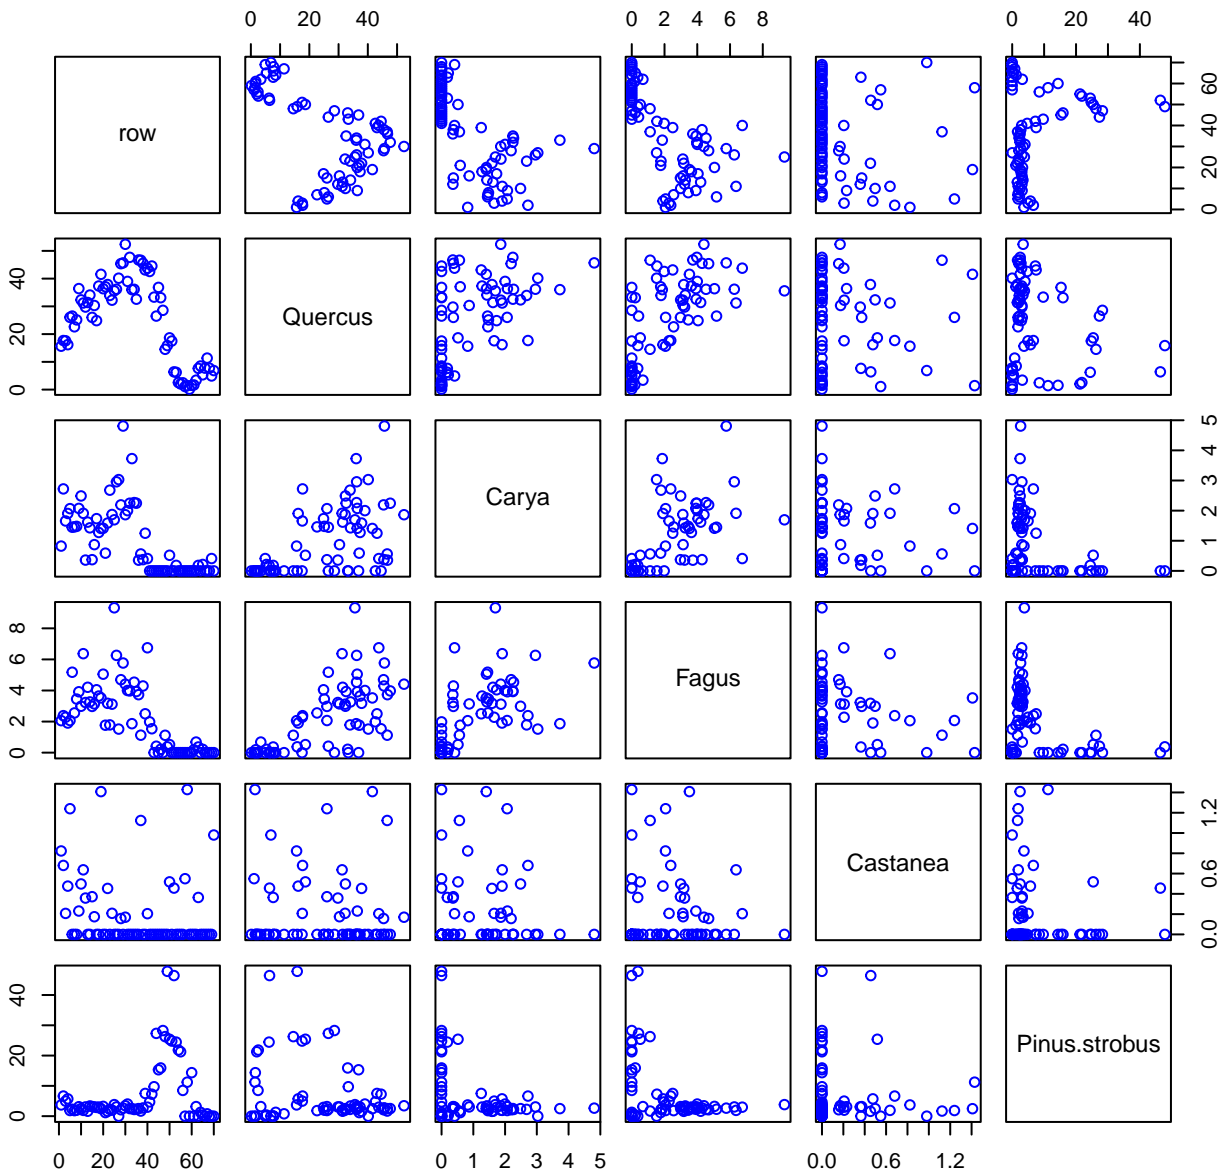 0 20 40 0 2 4 6 8 0 20 40
row 0 20 40 60
0 20 40 Quercus
Carya 0 1 2 3 4 5
0 2 4 6 8 Fagus
Castanea 0.0 0.6 1.2
0 20 40 Pinus.strobus
0 20 40 60 0 1 2 3 4 5 0.0 0.6 1.2